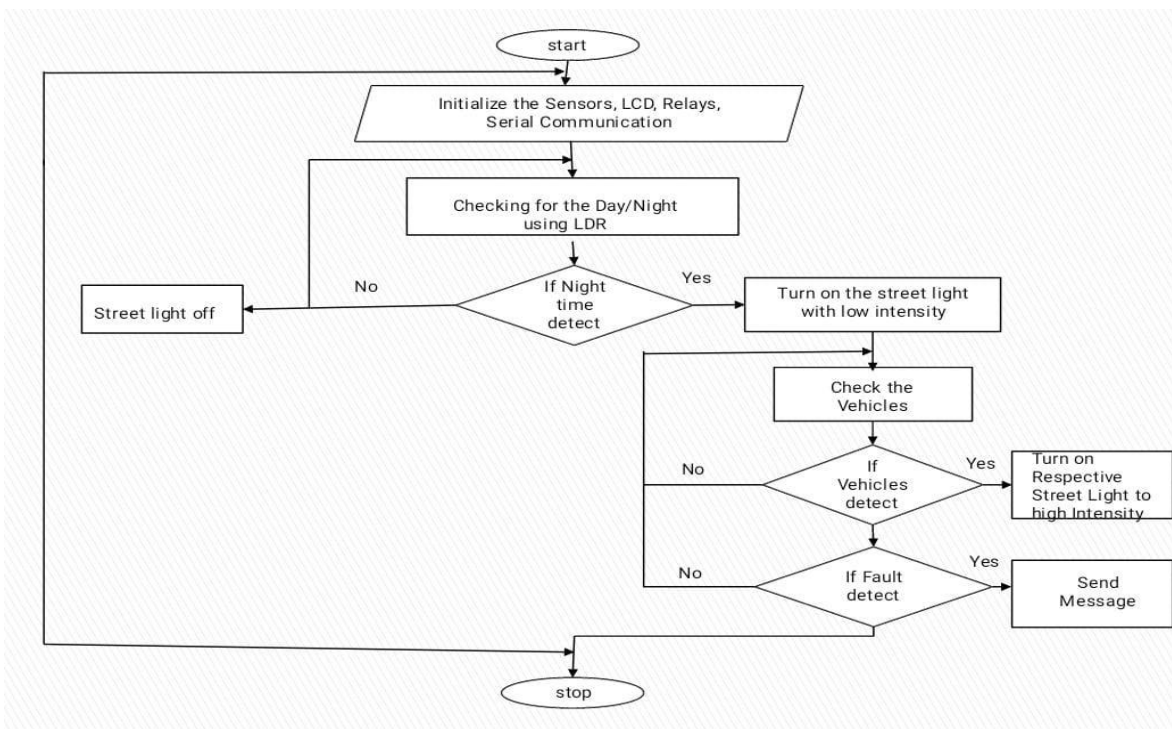 start
Initialize the Sensors, LCD, Relays,
Serial Communication
Checking for the Day/Night
using LDR
If Night
time
detect
No
Yes
Street light off
Turn on the street light
with low intensity
Check the
Vehicles
If
Vehicles
detect
No
Yes
Turn on
Respective
Street Light to
high Intensity
If Fault
detect
No
Yes
Send
Message
stop